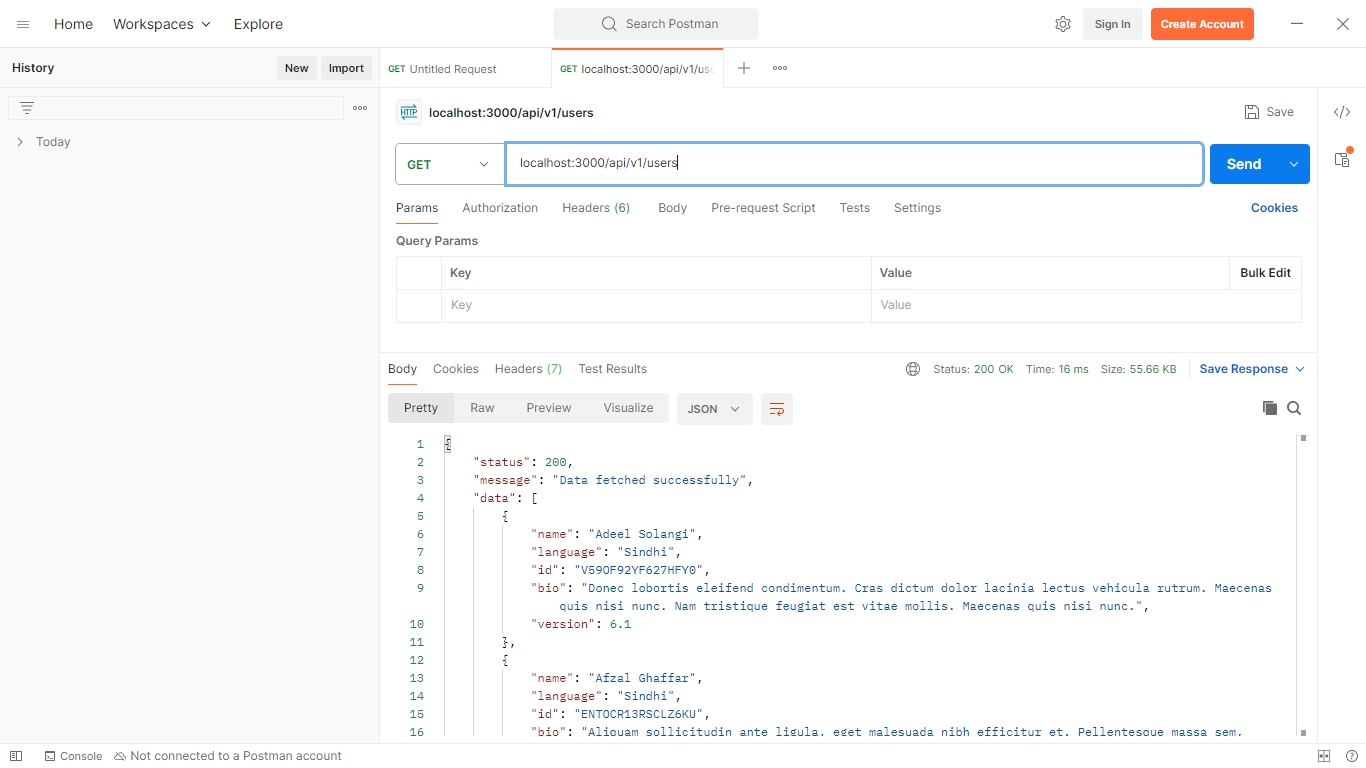 Home Workspaces Explore Search Postman Sign In Create Account
History New Import
GET Untitled Request GET localhost:3000/api/v1/us
HTTP localhost:3000/api/v1/users Save
Today
GET localhost:3000/api/v1/users Send
Params Authorization Headers (6) Body Pre-request Script Tests Settings Cookies
Query Params
Key Value Bulk Edit
Key Value
Body Cookies Headers (7) Test Results Status: 200 OK Time: 16 ms Size: 55.66 KB Save Response
Pretty Raw Preview Visualize JSON
1 {
2 "status": 200,
3 "message": "Data fetched successfully",
4 "data": [
5 {
6 "name": "Adeel Solangi",
7 "language": "Sindhi",
8 "id": "V59OF92YF627HFY0",
9 "bio": "Donec lobortis eleifend condimentum. Cras dictum dolor lacinia lectus vehicula rutrum. Maecenas
quis nisi nunc. Nam tristique feugiat est vitae mollis. Maecenas quis nisi nunc.",
10 "version": 6.1
11 },
12 {
13 "name": "Afzal Ghaffar",
14 "language": "Sindhi",
15 "id": "ENTOCR13RSCLZ6KU",
16 "bio": "Aliquam sollicitudin ante ligula, eget malesuada nibh efficitur et. Pellentesque massa sem,
Console Not connected to a Postman account